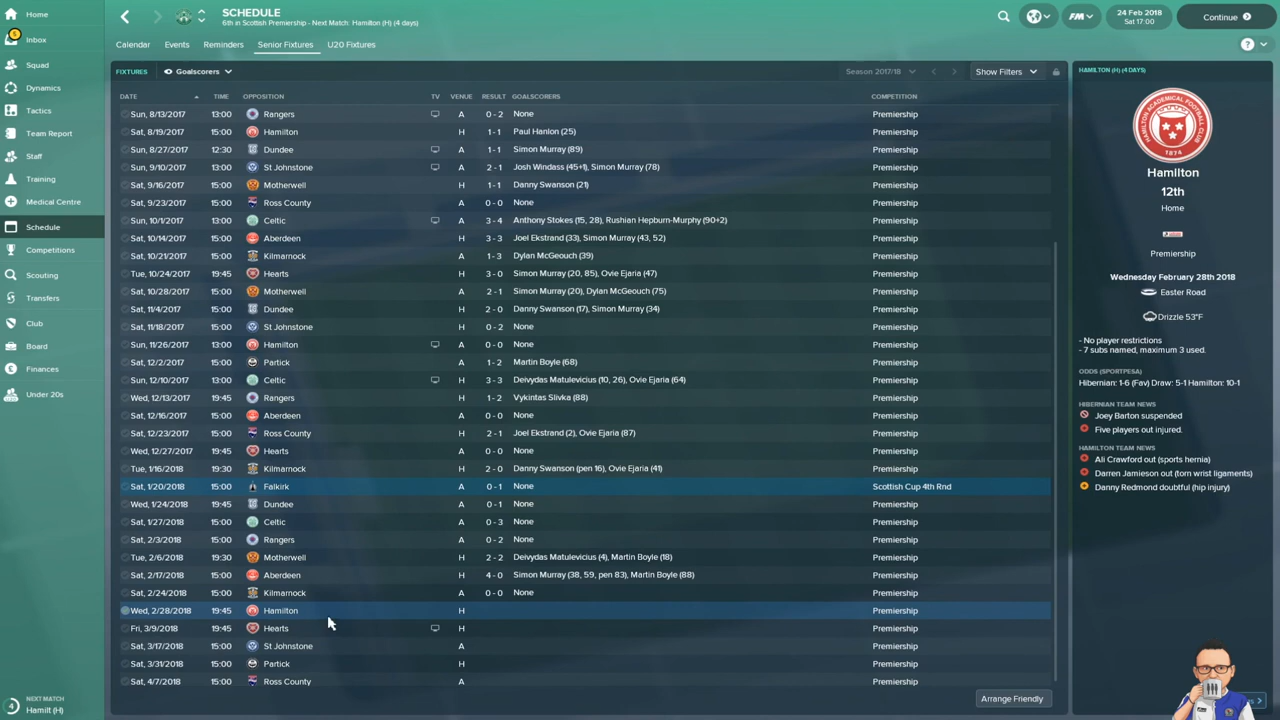 Home
Inbox
Squad
Dynamics
Tactics
Team Report
Staff
Training
Medical Centre
Schedule
Competitions
Scouting
Transfers
Club
Board
Finances
Under 20s
4 NEXT MATCH
Hamilt (H)
SCHEDULE
6th in Scottish Premiership - Next Match: Hamilton (H) (4 days)
FM
24 Feb 2018
Sat 17:00
Continue
Calendar Events Reminders Senior Fixtures U20 Fixtures
?
FIXTURES Goalscorers Season 2017/18 Show Filters
DATE TIME OPPOSITION TV VENUE RESULT GOALSCORERS COMPETITION
Sun, 8/13/2017 13:00 Rangers A 0 - 2 None Premiership
Sat, 8/19/2017 15:00 Hamilton H 1 - 1 Paul Hanlon (25) Premiership
Sun, 8/27/2017 12:30 Dundee A 1 - 1 Simon Murray (89) Premiership
Sun, 9/10/2017 13:00 St Johnstone A 2 - 1 Josh Windass (45+1), Simon Murray (78) Premiership
Sat, 9/16/2017 15:00 Motherwell H 1 - 1 Danny Swanson (21) Premiership
Sat, 9/23/2017 15:00 Ross County A 0 - 0 None Premiership
Sun, 10/1/2017 13:00 Celtic H 3 - 4 Anthony Stokes (15, 28), Rushian Hepburn-Murphy (90+2) Premiership
Sat, 10/14/2017 15:00 Aberdeen H 3 - 3 Joel Ekstrand (33), Simon Murray (43, 52) Premiership
Sat, 10/21/2017 15:00 Kilmarnock A 1 - 3 Dylan McGeouch (39) Premiership
Tue, 10/24/2017 19:45 Hearts H 3 - 0 Simon Murray (20, 85), Ovie Ejaria (47) Premiership
Sat, 10/28/2017 15:00 Motherwell A 2 - 1 Simon Murray (20), Dylan McGeouch (75) Premiership
Sat, 11/4/2017 15:00 Dundee H 2 - 0 Danny Swanson (17), Simon Murray (34) Premiership
Sat, 11/18/2017 15:00 St Johnstone H 0 - 2 None Premiership
Sun, 11/26/2017 13:00 Hamilton A 0 - 0 None Premiership
Sat, 12/2/2017 15:00 Partick A 1 - 2 Martin Boyle (68) Premiership
Sun, 12/10/2017 13:00 Celtic H 3 - 3 Deivydas Matulevicius (10, 26), Ovie Ejaria (64) Premiership
Wed, 12/13/2017 19:45 Rangers H 1 - 2 Vykintas Slivka (88) Premiership
Sat, 12/16/2017 15:00 Aberdeen A 0 - 0 None Premiership
Sat, 12/23/2017 15:00 Ross County H 2 - 1 Joel Ekstrand (2), Ovie Ejaria (87) Premiership
Wed, 12/27/2017 19:45 Hearts A 0 - 0 None Premiership
Tue, 1/16/2018 19:30 Kilmarnock H 2 - 0 Danny Swanson (pen 16), Ovie Ejaria (41) Premiership
Sat, 1/20/2018 15:00 Falkirk A 0 - 1 None Scottish Cup 4th Rnd
Wed, 1/24/2018 19:45 Dundee A 0 - 1 None Premiership
Sat, 1/27/2018 15:00 Celtic A 0 - 3 None Premiership
Sat, 2/3/2018 15:00 Rangers A 0 - 2 None Premiership
Tue, 2/6/2018 19:30 Motherwell H 2 - 2 Deivydas Matulevicius (4), Martin Boyle (18) Premiership
Sat, 2/17/2018 15:00 Aberdeen H 4 - 0 Simon Murray (38, 59, pen 83), Martin Boyle (88) Premiership
Sat, 2/24/2018 15:00 Kilmarnock A 0 - 0 None Premiership
Wed, 2/28/2018 19:45 Hamilton H Premiership
Fri, 3/9/2018 19:45 Hearts H Premiership
Sat, 3/17/2018 15:00 St Johnstone A Premiership
Sat, 3/31/2018 15:00 Partick H Premiership
Sat, 4/7/2018 15:00 Ross County A Premiership
Arrange Friendly
HAMILTON (H) (4 DAYS)
HAMILTON ACADEMICAL FOOTBALL CLUB
1874
Hamilton
12th
Home
Premiership
Wednesday February 28th 2018
Easter Road
Drizzle 53°F
- No player restrictions
- 7 subs named, maximum 3 used.
ODDS (SPORTPESA)
Hibernian: 1-6 (Fav) Draw: 5-1 Hamilton: 10-1
HIBERNIAN TEAM NEWS
Joey Barton suspended
Five players out injured.
HAMILTON TEAM NEWS
Ali Crawford out (sports hernia)
Darren Jamieson out (torn wrist ligaments)
Danny Redmond doubtful (hip injury)